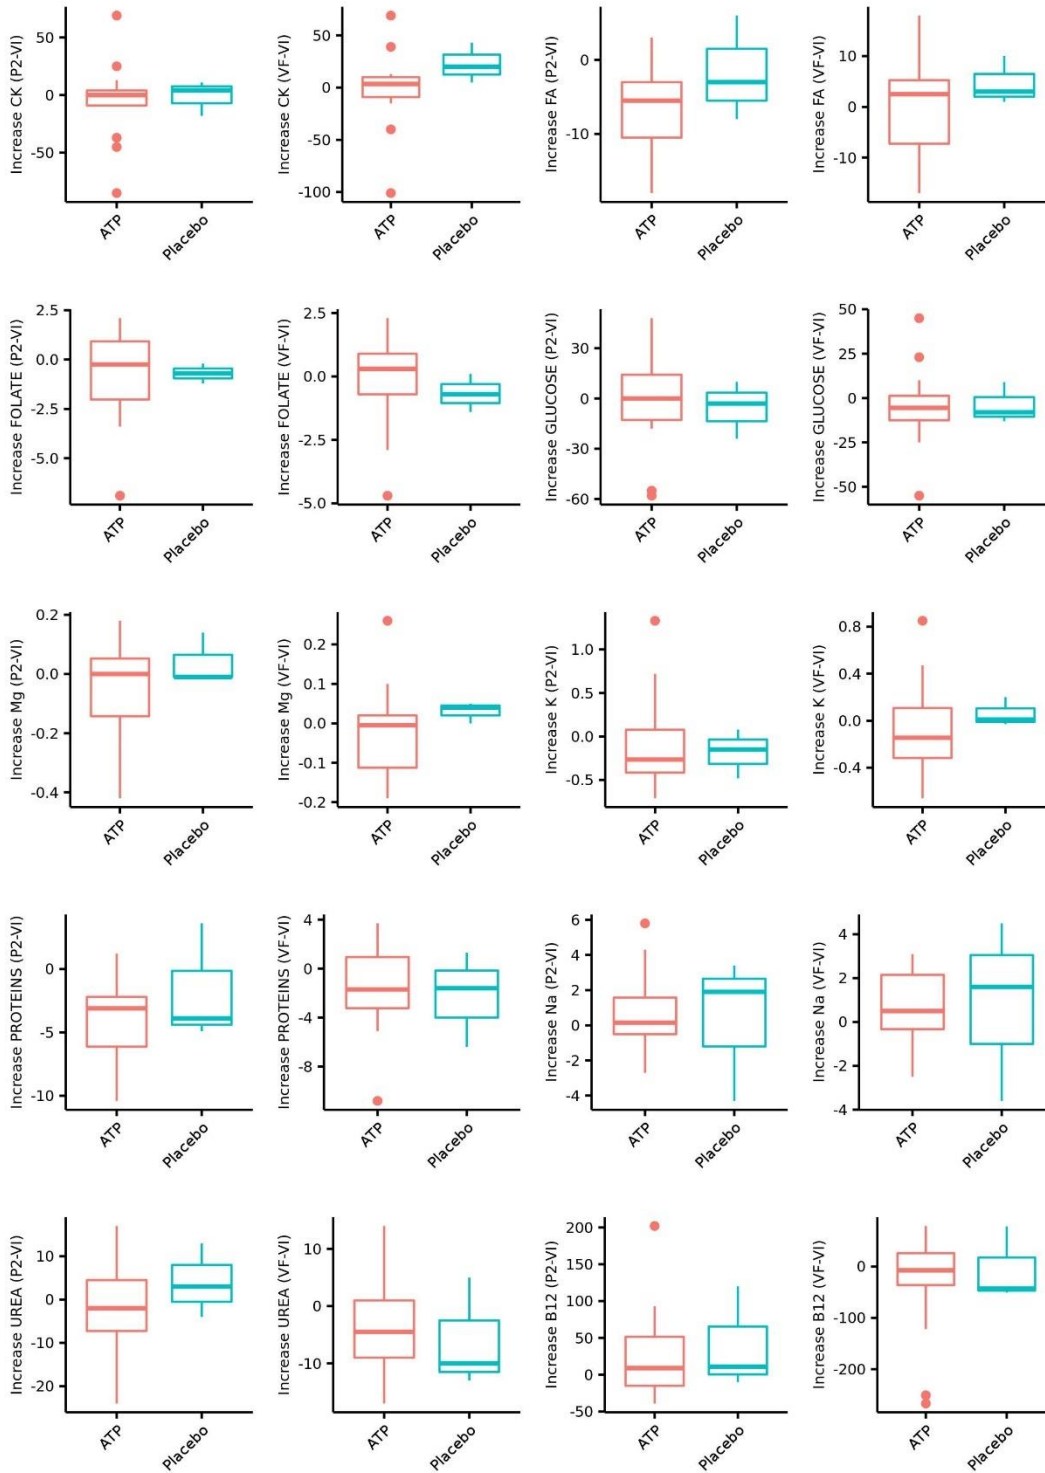 Increase CK (P2-VI)
50
0
-50
ATP
Placebo
Increase CK (VF-VI)
50
0
-50
-100
ATP
Placebo
Increase FA (P2-VI)
0
-10
ATP
Placebo
Increase FA (VF-VI)
10
0
-10
ATP
Placebo
Increase FOLATE (P2-VI)
2.5
0.0
-2.5
-5.0
ATP
Placebo
Increase FOLATE (VF-VI)
2.5
0.0
-2.5
-5.0
ATP
Placebo
Increase GLUCOSE (P2-VI)
30
0
-30
-60
ATP
Placebo
Increase GLUCOSE (VF-VI)
50
25
0
-25
-50
ATP
Placebo
Increase Mg (P2-VI)
0.2
0.0
-0.2
-0.4
ATP
Placebo
Increase Mg (VF-VI)
0.2
0.1
0.0
-0.1
-0.2
ATP
Placebo
Increase K (P2-VI)
1.0
0.5
-0.0
-0.5
ATP
Placebo
Increase K (VF-VI)
0.8
0.4
0.0
-0.4
ATP
Placebo
Increase PROTEINS (P2-VI)
0
-5
-10
ATP
Placebo
Increase PROTEINS (VF-VI)
4
0
-4
-8
ATP
Placebo
Increase Na (P2-VI)
6
4
2
0
-2
-4
ATP
Placebo
Increase Na (VF-VI)
4
2
0
-2
-4
ATP
Placebo
Increase UREA (P2-VI)
10
0
-10
-20
ATP
Placebo
Increase UREA (VF-VI)
10
0
-10
ATP
Placebo
Increase B12 (P2-VI)
200
150
100
50
0
-50
ATP
Placebo
Increase B12 (VF-VI)
0
-100
-200
ATP
Placebo